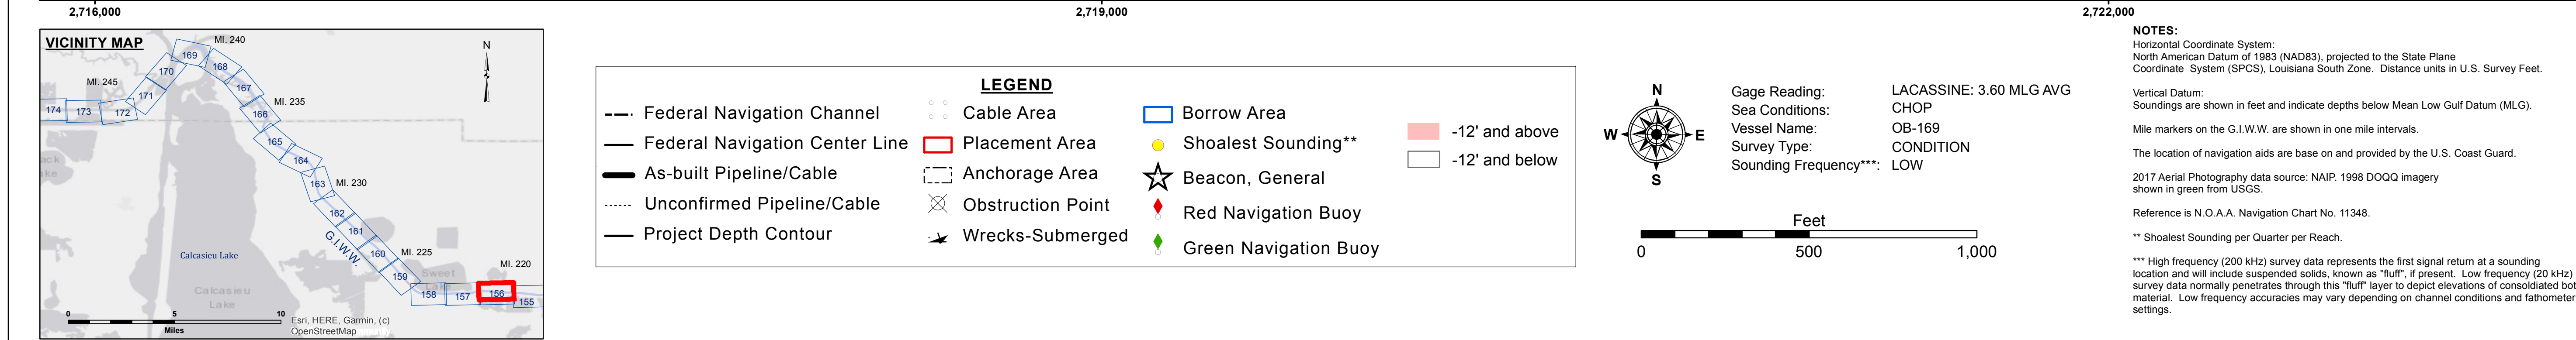 2,716,000
2,719,000
2,722,000
VICINITY MAP
MI. 240
N
169
168
170
MI. 245
167
171
MI. 235
174
173
172
166
165
164
163
MI. 230
162
161
G.I.W.W.
160
MI. 225
Calcasieu Lake
159
Sweet
Lake
MI. 220
Calcasieu
Lake
158
157
156
155
0
5
10
Miles
Esri, HERE, Garmin, (c)
OpenStreetMap
LEGEND
Federal Navigation Channel
Federal Navigation Center Line
As-built Pipeline/Cable
Unconfirmed Pipeline/Cable
Project Depth Contour
Cable Area
Placement Area
Anchorage Area
Obstruction Point
Wrecks-Submerged
Borrow Area
Shoalest Sounding**
Beacon, General
Red Navigation Buoy
Green Navigation Buoy
-12' and above
-12' and below
N
W
E
S
Gage Reading: LACASSINE: 3.60 MLG AVG
Sea Conditions: CHOP
Vessel Name: OB-169
Survey Type: CONDITION
Sounding Frequency***: LOW
Feet
0
500
1,000
NOTES:
Horizontal Coordinate System:
North American Datum of 1983 (NAD83), projected to the State Plane
Coordinate System (SPCS), Louisiana South Zone. Distance units in U.S. Survey Feet.
Vertical Datum:
Soundings are shown in feet and indicate depths below Mean Low Gulf Datum (MLG).
Mile markers on the G.I.W.W. are shown in one mile intervals.
The location of navigation aids are base on and provided by the U.S. Coast Guard.
2017 Aerial Photography data source: NAIP. 1998 DOQQ imagery
shown in green from USGS.
Reference is N.O.A.A. Navigation Chart No. 11348.
** Shoalest Sounding per Quarter per Reach.
*** High frequency (200 kHz) survey data represents the first signal return at a sounding
location and will include suspended solids, known as "fluff", if present. Low frequency (20 kHz)
survey data normally penetrates through this "fluff" layer to depict elevations of consoldiated bot
material. Low frequency accuracies may vary depending on channel conditions and fathometer
settings.